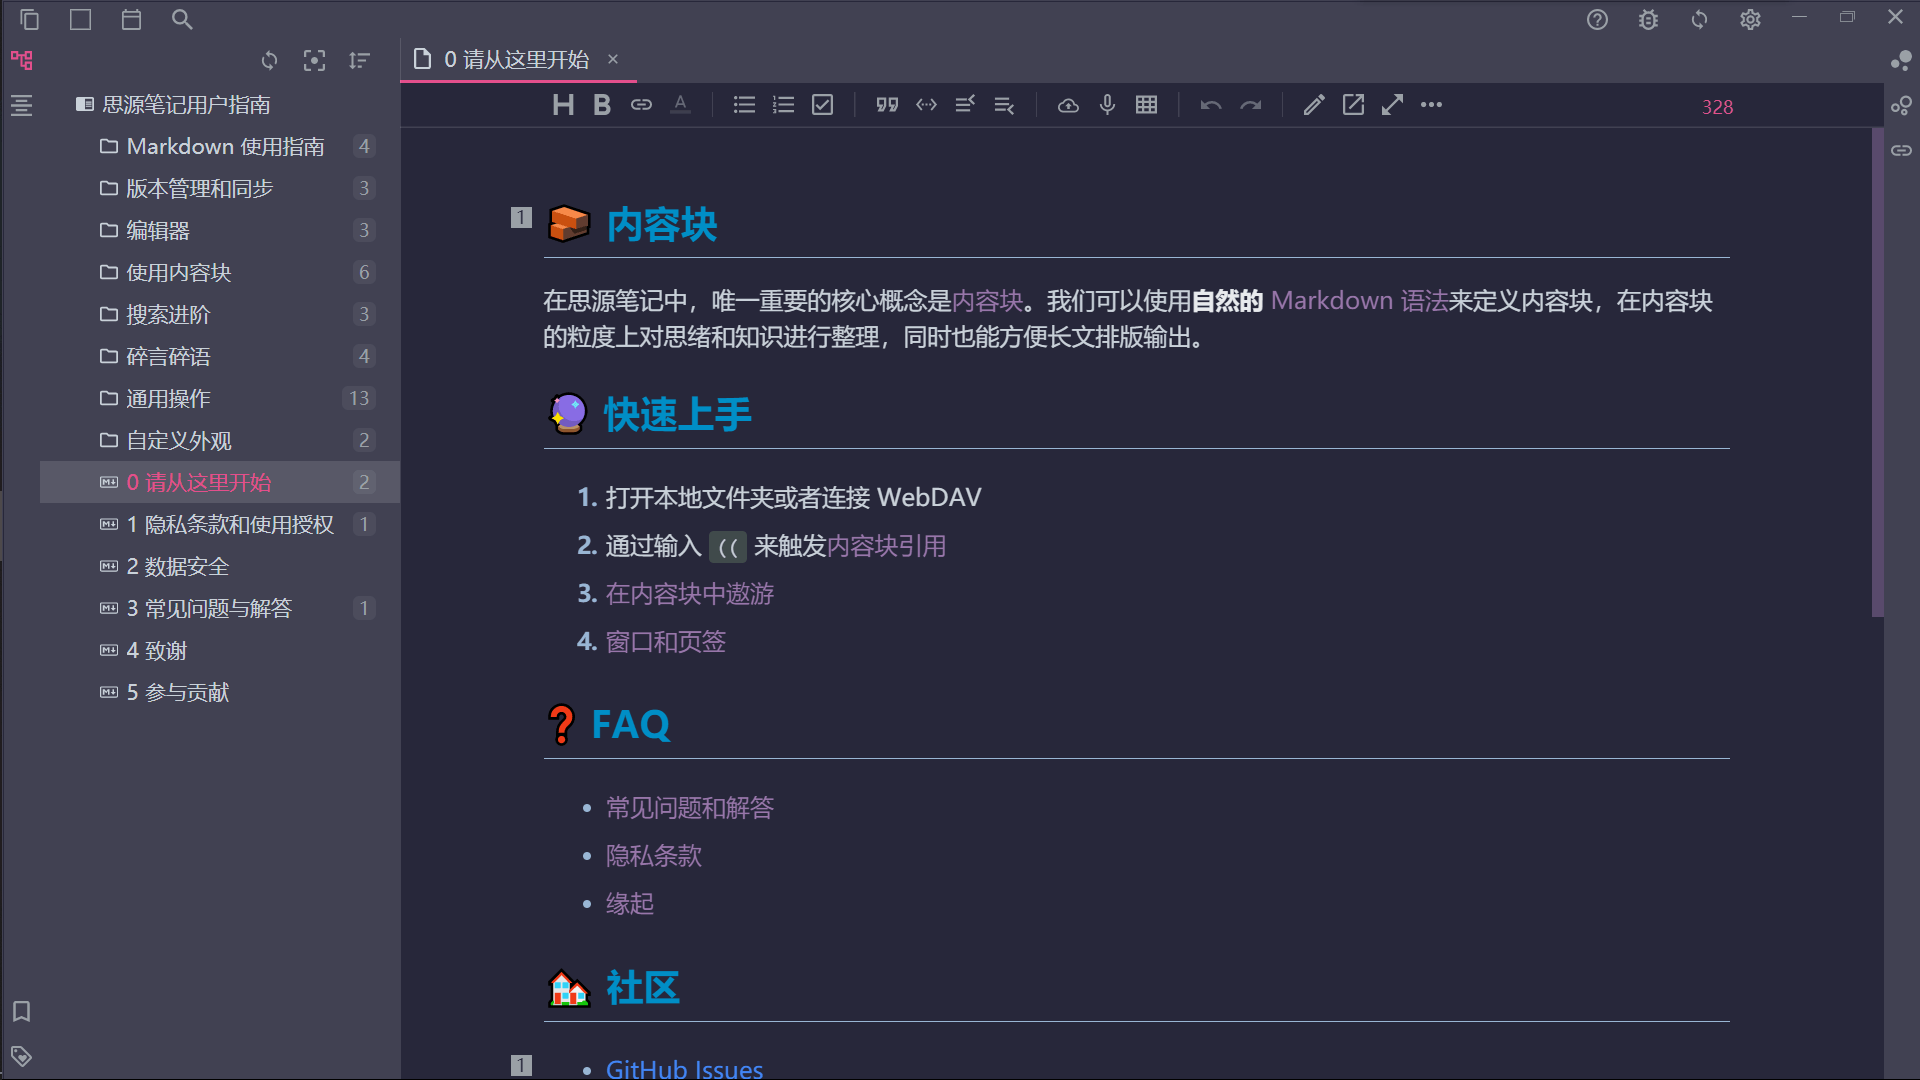 0 请从这里开始
思源笔记用户指南
Markdown 使用指南 4
版本管理和同步 3
编辑器 3
使用内容块 6
搜索进阶 3
碎言碎语 4
通用操作 13
自定义外观 2
0 请从这里开始 2
1 隐私条款和使用授权 1
2 数据安全
3 常见问题与解答 1
4 致谢
5 参与贡献
328
1
内容块
在思源笔记中，唯一重要的核心概念是内容块。我们可以使用自然的 Markdown 语法来定义内容块，在内容块
的粒度上对思绪和知识进行整理，同时也能方便长文排版输出。
快速上手
1. 打开本地文件夹或者连接 WebDAV
2. 通过输入 (( 来触发内容块引用
3. 在内容块中遨游
4. 窗口和页签
FAQ
• 常见问题和解答
• 隐私条款
• 缘起
社区
1
• GitHub Issues